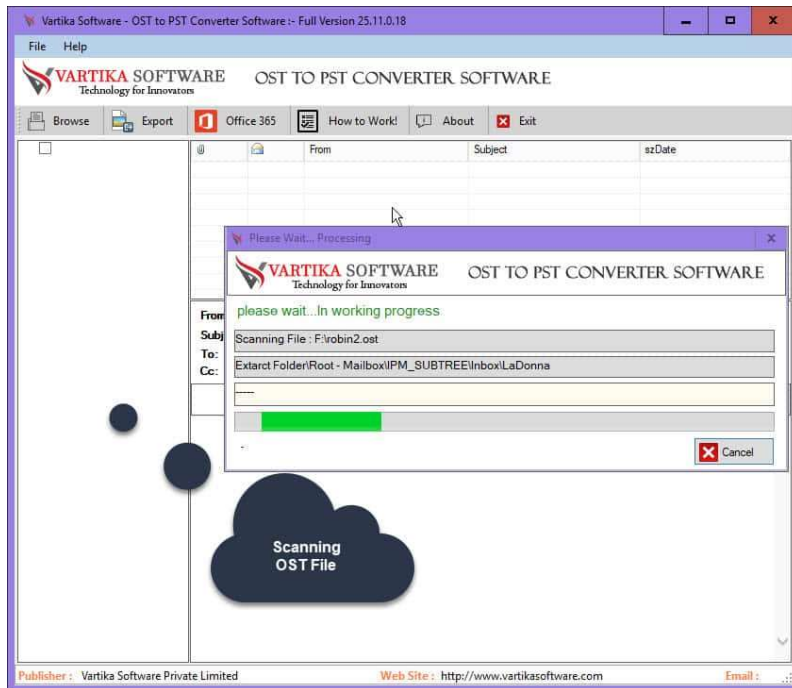 Vartika Software - OST to PST Converter Software :- Full Version 25.11.0.18
File Help
VARTIKA SOFTWARE OST TO PST CONVERTER SOFTWARE
Technology for Innovators
Browse Export Office 365 How to Work! About Exit
From Subject szDate
Please Wait... Processing
VARTIKA SOFTWARE OST TO PST CONVERTER SOFTWARE
Technology for Innovators
please wait...In working progress
From
Scanning File : F:\robin2.ost
Subj
Extarct Folder\Root - Mailbox\IPM_SUBTREE\Inbox\LaDonna
To:
Cc:
-----
-
Cancel
Scanning
OST File
Publisher : Vartika Software Private Limited Web Site : http://www.vartikasoftware.com Email :